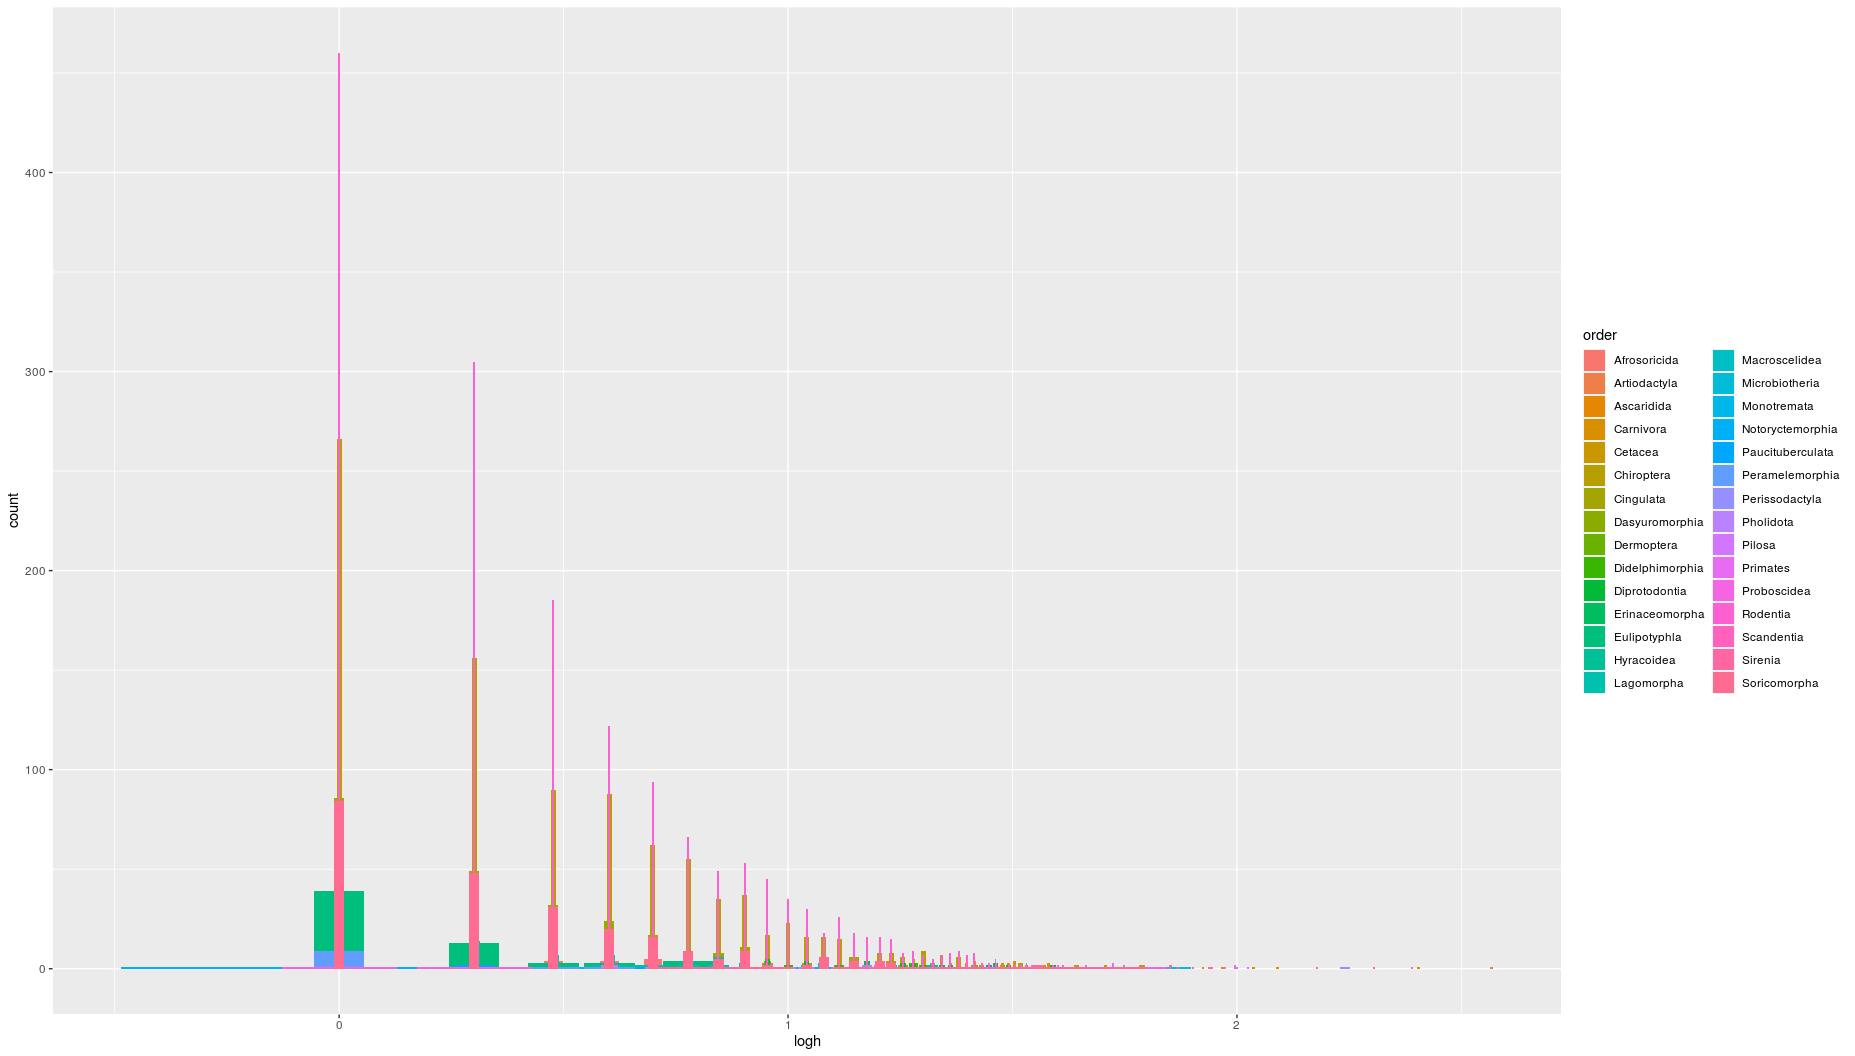 count
400
300
200
100
0
0
1
2
logh
order
Afrosoricida
Artiodactyla
Ascaridida
Carnivora
Cetacea
Chiroptera
Cingulata
Dasyuromorphia
Dermoptera
Didelphimorphia
Diprotodontia
Erinaceomorpha
Eulipotyphla
Hyracoidea
Lagomorpha
Macroscelidea
Microbiotheria
Monotremata
Notoryctemorphia
Paucituberculata
Peramelemorphia
Perissodactyla
Pholidota
Pilosa
Primates
Proboscidea
Rodentia
Scandentia
Sirenia
Soricomorpha